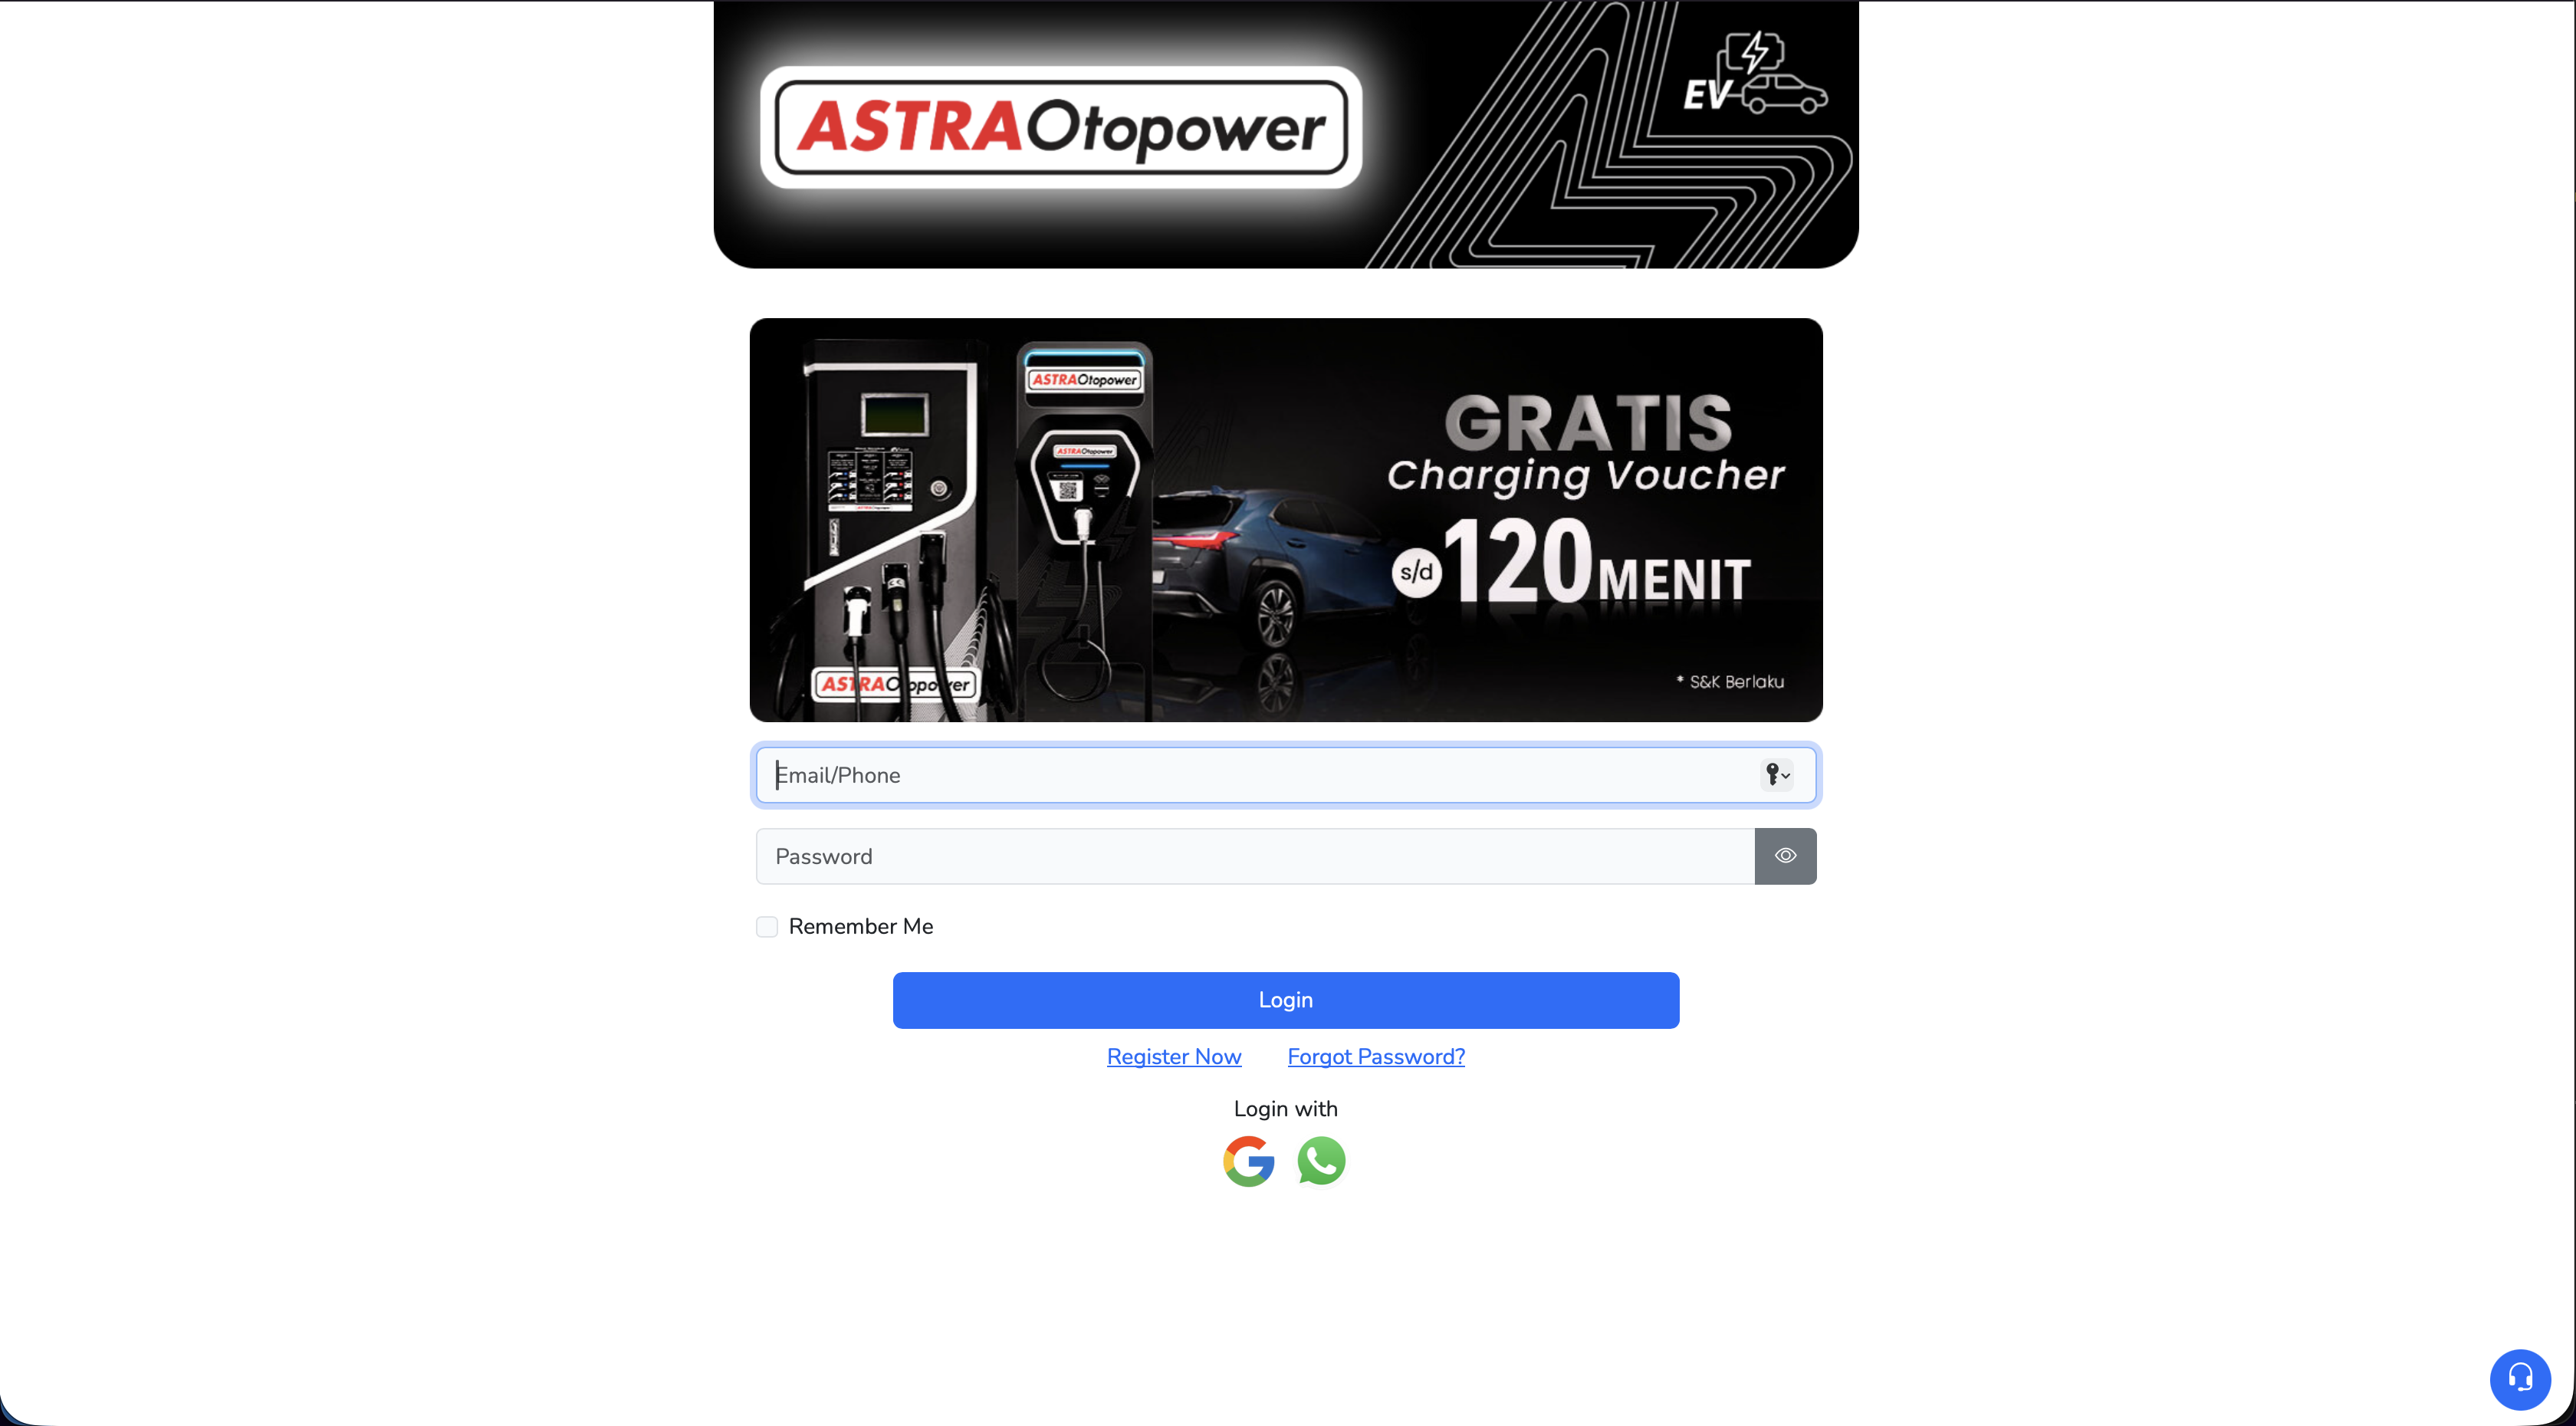 ASTRAOtopower
EV
ASTRAOtopower
ASTRAOtopower
ASTRAOtopower
GRATIS
Charging Voucher
s/d 120 MENIT
* S&K Berlaku
Email/Phone
Password
Remember Me
Login
Register Now
Forgot Password?
Login with